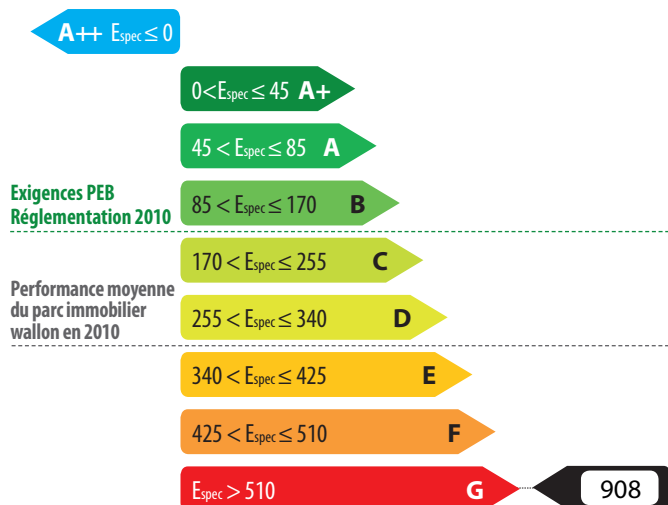 A++ Espec ≤ 0
0<Espec ≤ 45 A+
45 < Espec ≤ 85 A
Exigences PEB
Réglementation 2010
85 < Espec ≤ 170 B
170 < Espec ≤ 255 C
Performance moyenne
du parc immobilier
wallon en 2010
255 < Espec ≤ 340 D
340 < Espec ≤ 425 E
425 < Espec ≤ 510 F
Espec > 510 G 908